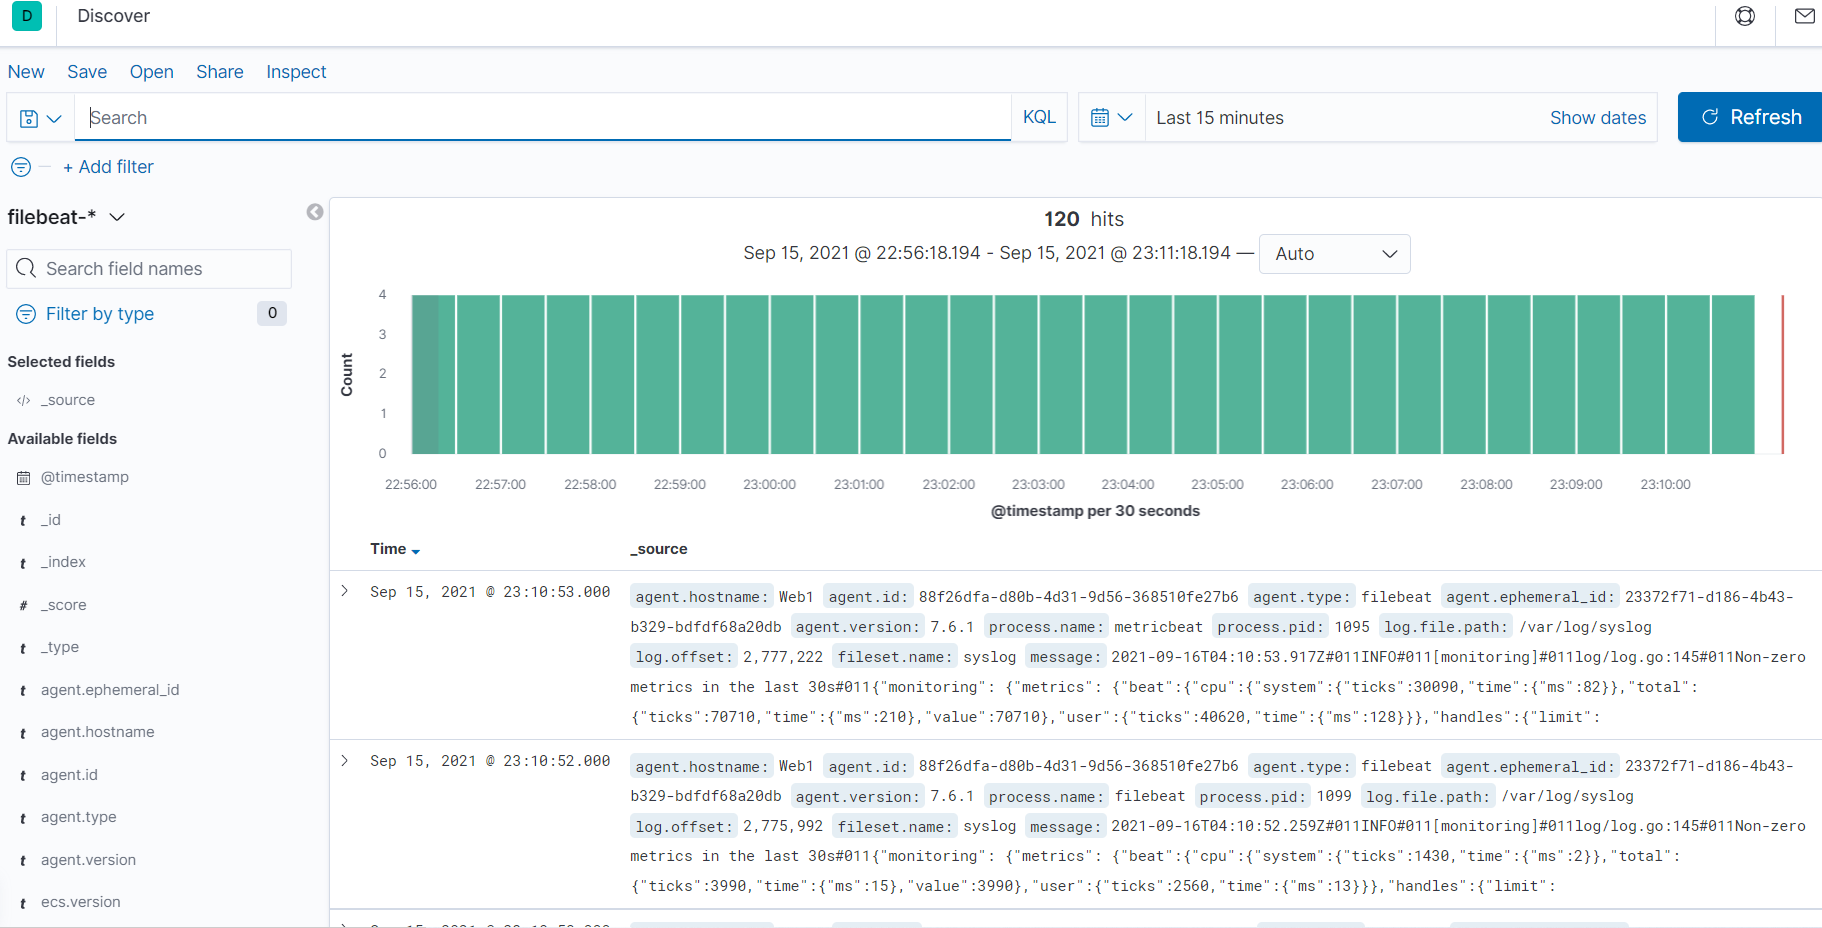 D Discover
New Save Open Share Inspect
Search KQL Last 15 minutes Show dates Refresh
+ Add filter
filebeat-*
Search field names
Filter by type 0
Selected fields
</> _source
Available fields
@timestamp
t _id
t _index
# _score
t _type
t agent.ephemeral_id
t agent.hostname
t agent.id
t agent.type
t agent.version
t ecs.version
120 hits
Sep 15, 2021 @ 22:56:18.194 - Sep 15, 2021 @ 23:11:18.194 — Auto
Count
4
3
2
1
0
22:56:00 22:57:00 22:58:00 22:59:00 23:00:00 23:01:00 23:02:00 23:03:00 23:04:00 23:05:00 23:06:00 23:07:00 23:08:00 23:09:00 23:10:00
@timestamp per 30 seconds
Time _source
Sep 15, 2021 @ 23:10:53.000 agent.hostname: Web1 agent.id: 88f26dfa-d80b-4d31-9d56-368510fe27b6 agent.type: filebeat agent.ephemeral_id: 23372f71-d186-4b43-
b329-bdfdf68a20db agent.version: 7.6.1 process.name: metricbeat process.pid: 1095 log.file.path: /var/log/syslog
log.offset: 2,777,222 fileset.name: syslog message: 2021-09-16T04:10:53.917Z#011INFO#011[monitoring]#011log/log.go:145#011Non-zero
metrics in the last 30s#011{"monitoring": {"metrics": {"beat":{"cpu":{"system":{"ticks":30090,"time":{"ms":82}},"total":
{"ticks":70710,"time":{"ms":210},"value":70710},"user":{"ticks":40620,"time":{"ms":128}}},"handles":{"limit":
Sep 15, 2021 @ 23:10:52.000 agent.hostname: Web1 agent.id: 88f26dfa-d80b-4d31-9d56-368510fe27b6 agent.type: filebeat agent.ephemeral_id: 23372f71-d186-4b43-
b329-bdfdf68a20db agent.version: 7.6.1 process.name: filebeat process.pid: 1099 log.file.path: /var/log/syslog
log.offset: 2,775,992 fileset.name: syslog message: 2021-09-16T04:10:52.259Z#011INFO#011[monitoring]#011log/log.go:145#011Non-zero
metrics in the last 30s#011{"monitoring": {"metrics": {"beat":{"cpu":{"system":{"ticks":1430,"time":{"ms":2}},"total":
{"ticks":3990,"time":{"ms":15},"value":3990},"user":{"ticks":2560,"time":{"ms":13}}},"handles":{"limit":